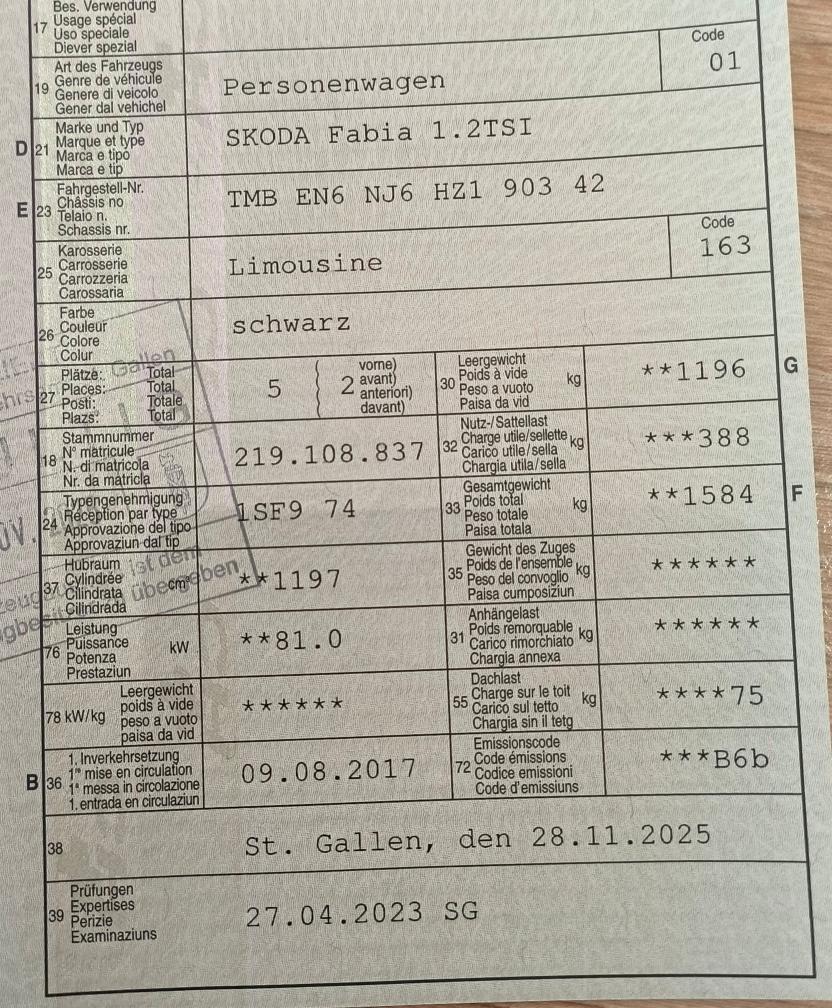 Bes. Verwendung
17 Usage spécial
Uso speciale
Diever spezial
Art des Fahrzeugs
19 Genre de véhicule
Genere di veicolo
Gener dal vehichel
Personenwagen
Code
01
D 21 Marke und Typ
Marque et type
Marca e tipo
Marca e tip
SKODA Fabia 1.2TSI
E 23 Fahrgestell-Nr.
Châssis no
Telaio n.
Schassis nr.
TMB EN6 NJ6 HZ1 903 42
25 Karosserie
Carrosserie
Carrozzeria
Carossaria
Limousine
Code
163
26 Farbe
Couleur
Colore
Colur
schwarz
27 Plätze: Total
Places: Total
Posti: Totale
Plazs: Total
5
2 vorne)
avant)
anteriori)
davant)
30 Leergewicht
Poids à vide kg
Peso a vuoto
Paisa da vid
**1196
G
18 Stammnummer
N° matricule
N. di matricola
Nr. da matricla
219.108.837
32 Nutz-/Sattellast
Charge utile/sellette kg
Carico utile/sella
Chargia utila/sella
***388
24 Typengenehmigung
Réception par type
Approvazione del tipo
Approvaziun dal tip
1SF9 74
33 Gesamtgewicht
Poids total kg
Peso totale
Paisa totala
**1584
F
37 Hubraum
Cylindrée cm³
Cilindrata
Cilindrada
**1197
35 Gewicht des Zuges
Poids de l'ensemble kg
Peso del convoglio
Paisa cumposiziun
******
76 Leistung
Puissance kW
Potenza
Prestaziun
**81.0
31 Anhängelast
Poids remorquable kg
Carico rimorchiato
Chargia annexa
******
78 kW/kg Leergewicht
poids à vide
peso a vuoto
paisa da vid
******
55 Dachlast
Charge sur le toit kg
Carico sul tetto
Chargia sin il tetg
****75
B 36 1. Inverkehrsetzung
1re mise en circulation
1a messa in circolazione
1. entrada en circulaziun
09.08.2017
72 Emissionscode
Code émissions
Codice emissioni
Code d'emissiuns
***B6b
38
St. Gallen, den 28.11.2025
39 Prüfungen
Expertises
Perizie
Examinaziuns
27.04.2023 SG
Gallen
ist dem
übergeben